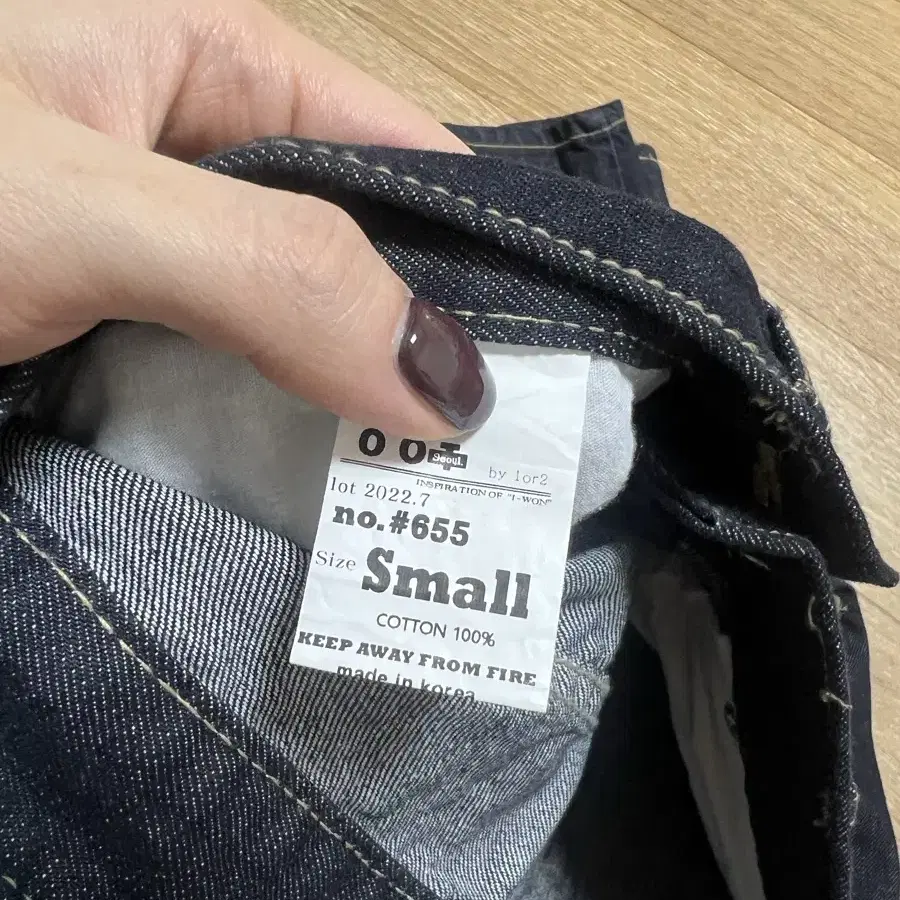 Seoul.
by 1or2
INSPIRATION OF "I-WON"
lot 2022.7
no.#655
Size Small
COTTON 100%
KEEP AWAY FROM FIRE
made in korea